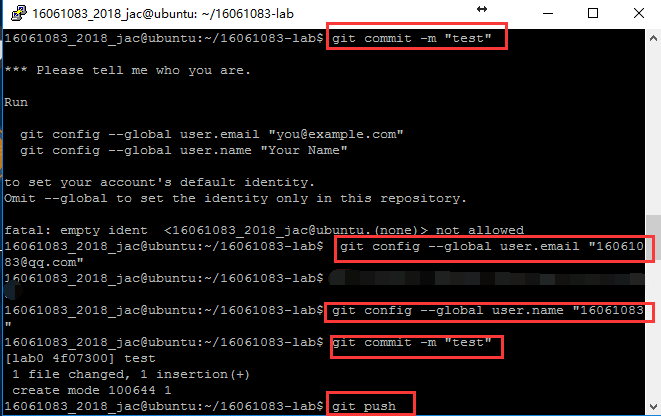 16061083_2018_jac@ubuntu: ~/16061083-lab
16061083_2018_jac@ubuntu:~/16061083-lab$ git commit -m "test"
*** Please tell me who you are.
Run
git config --global user.email "you@example.com"
git config --global user.name "Your Name"
to set your account's default identity.
Omit --global to set the identity only in this repository.
fatal: empty ident  <16061083_2018_jac@ubuntu.(none)> not allowed
16061083_2018_jac@ubuntu:~/16061083-lab$  git config --global user.email "160610
83@qq.com"
16061083_2018_jac@ubuntu:~/16061083-lab$
16061083_2018_jac@ubuntu:~/16061083-lab$ git config --global user.name "16061083
"
16061083_2018_jac@ubuntu:~/16061083-lab$ git commit -m "test"
[lab0 4f07300] test
1 file changed, 1 insertion(+)
create mode 100644 1
16061083_2018_jac@ubuntu:~/16061083-lab$ git push